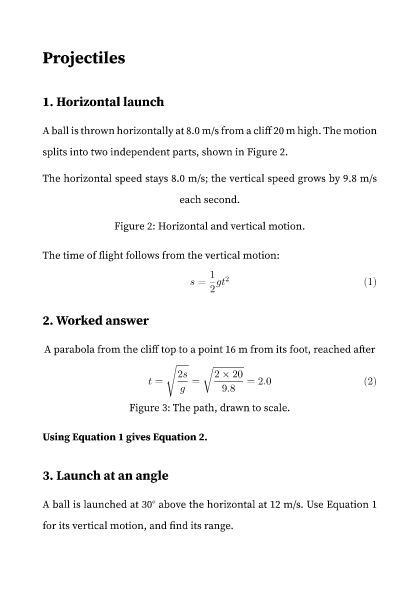 Projectiles
1. Horizontal launch
A ball is thrown horizontally at 8.0 m/s from a cliff 20 m high. The motion
splits into two independent parts, shown in Figure 2.
The horizontal speed stays 8.0 m/s; the vertical speed grows by 9.8 m/s
each second.
Figure 2: Horizontal and vertical motion.
The time of flight follows from the vertical motion:
s = \frac{1}{2}gt^2 (1)
2. Worked answer
A parabola from the cliff top to a point 16 m from its foot, reached after
t = \sqrt{\frac{2s}{g}} = \sqrt{\frac{2 × 20}{9.8}} = 2.0 (2)
Figure 3: The path, drawn to scale.
Using Equation 1 gives Equation 2.
3. Launch at an angle
A ball is launched at 30° above the horizontal at 12 m/s. Use Equation 1
for its vertical motion, and find its range.